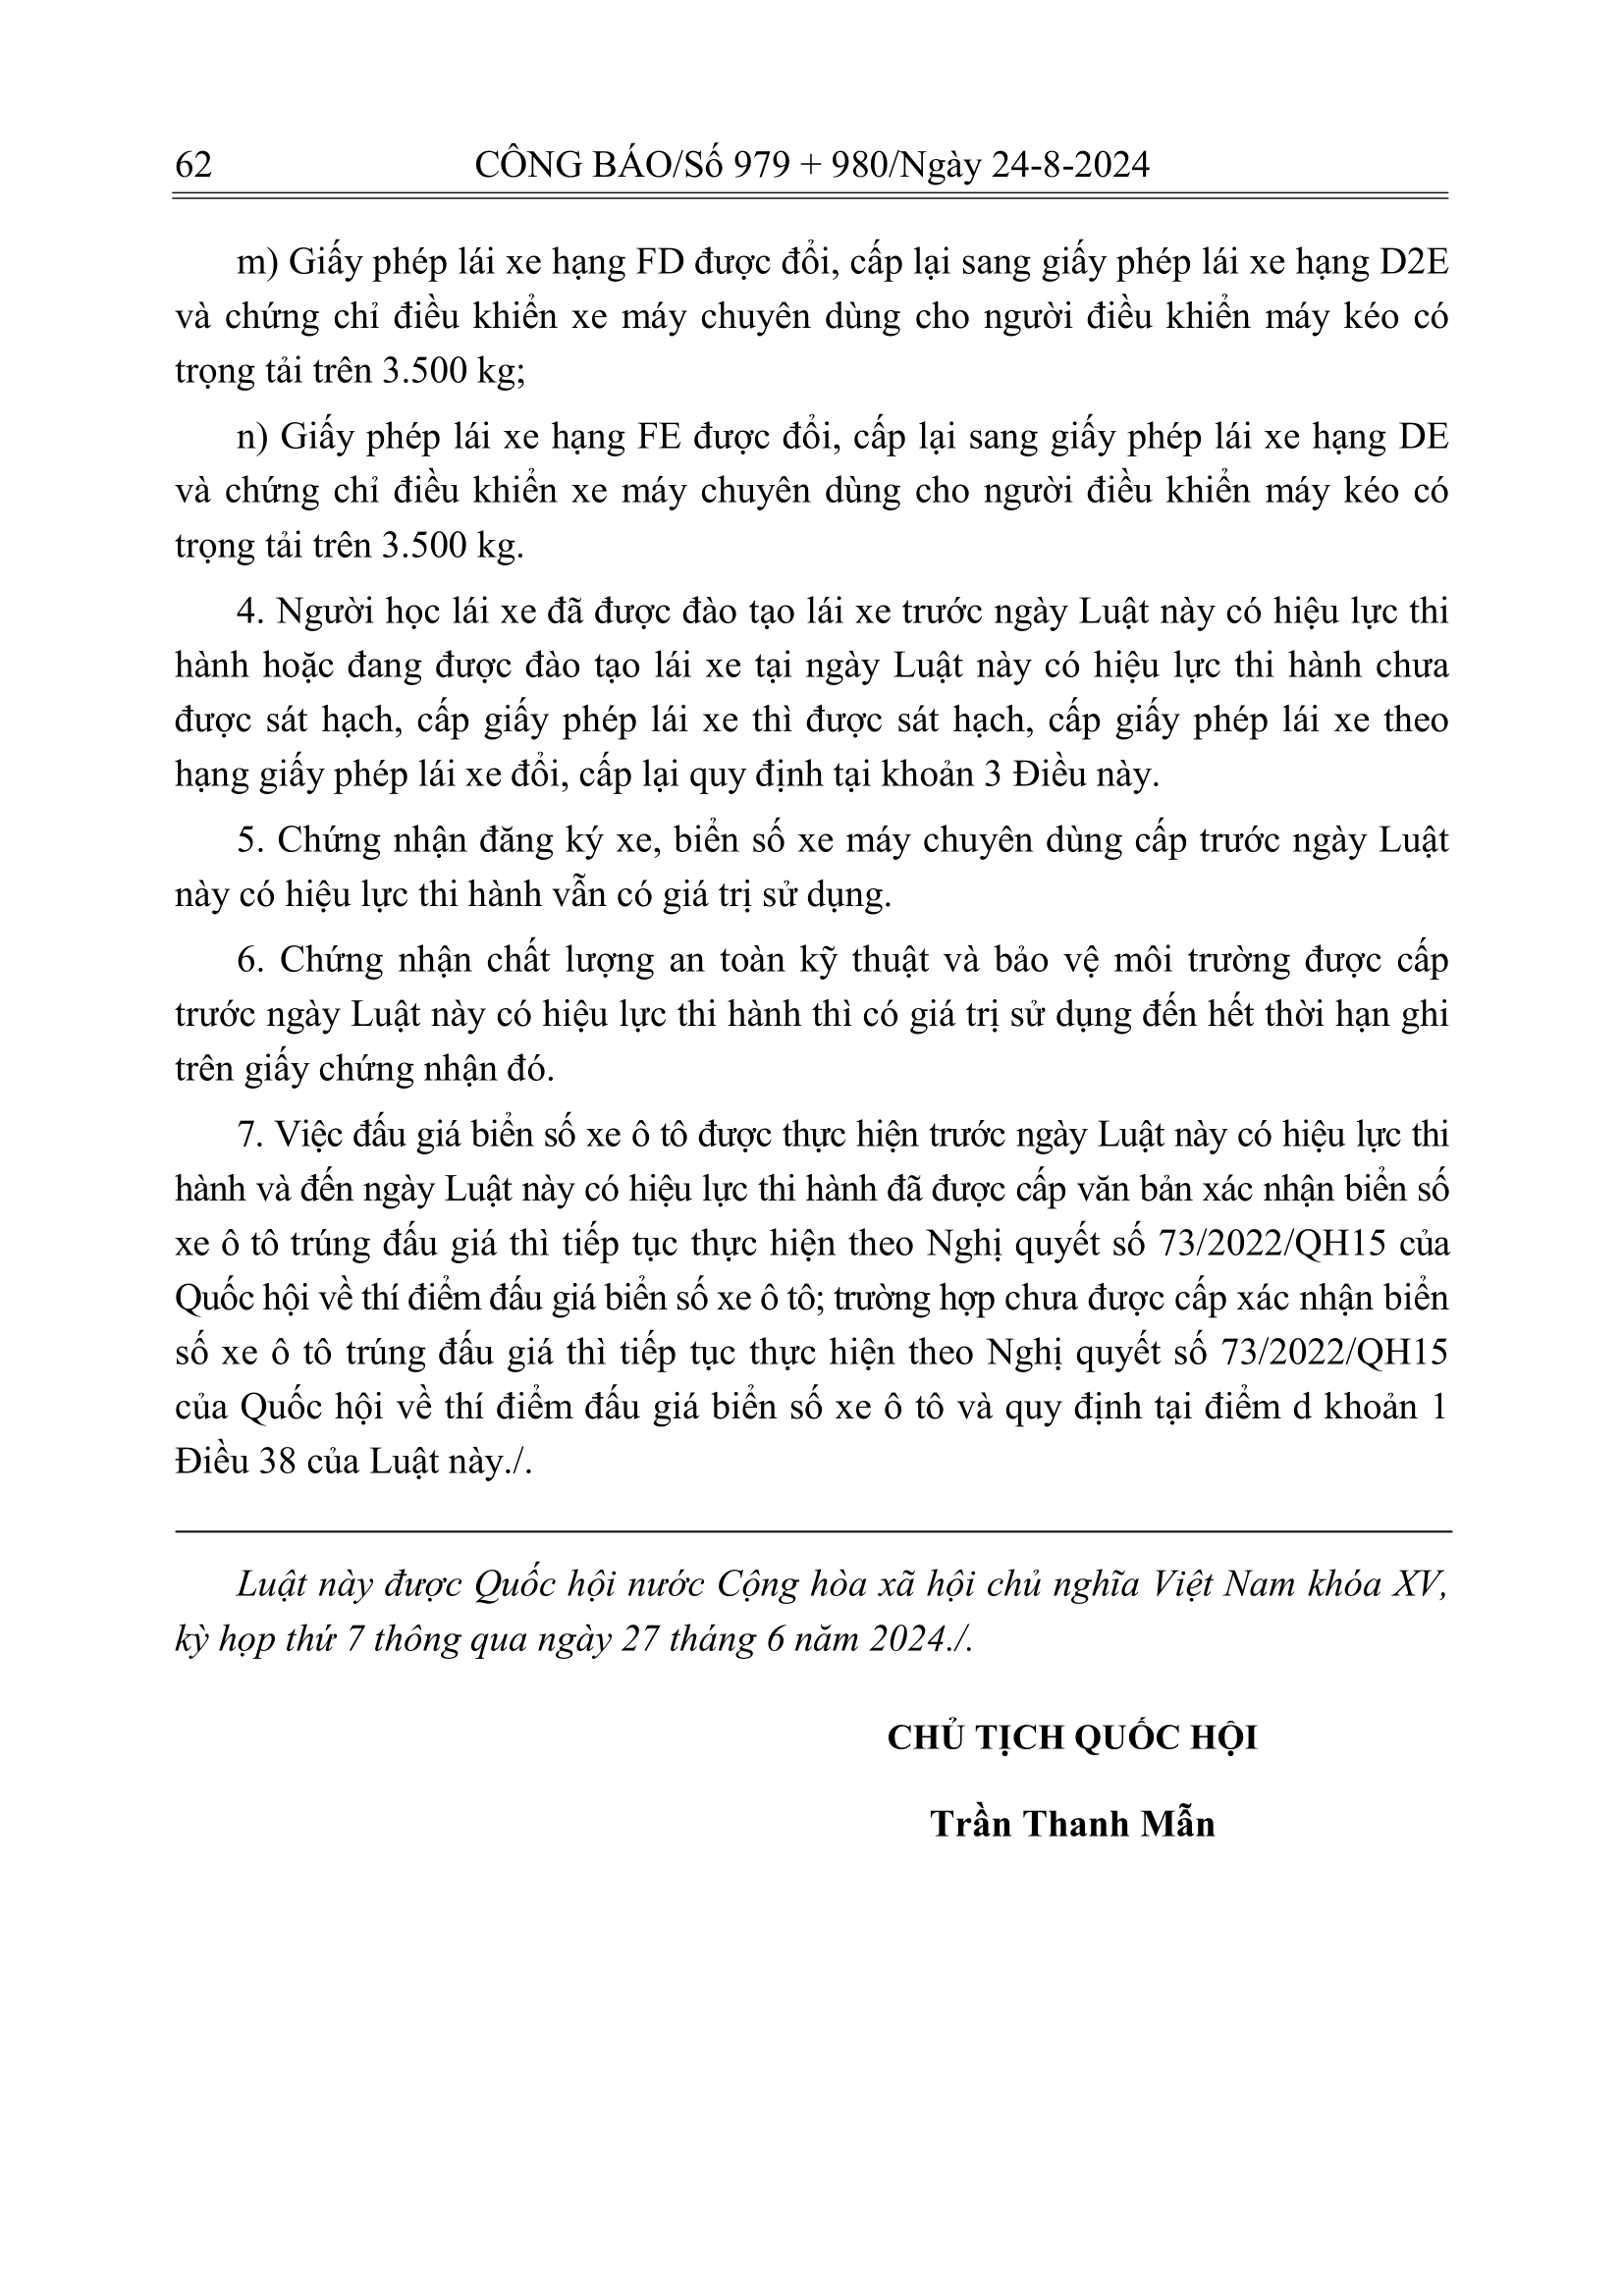 62
CÔNG BÁO/Số 979 + 980/Ngày 24-8-2024
m) Giấy phép lái xe hạng FD được đổi, cấp lại sang giấy phép lái xe hạng D2E
và chứng chỉ điều khiển xe máy chuyên dùng cho người điều khiển máy kéo có
trọng tải trên 3.500 kg;
n) Giấy phép lái xe hạng FE được đổi, cấp lại sang giấy phép lái xe hạng DE
và chứng chỉ điều khiển xe máy chuyên dùng cho người điều khiển máy kéo có
trọng tải trên 3.500 kg.
4. Người học lái xe đã được đào tạo lái xe trước ngày Luật này có hiệu lực thi
hành hoặc đang được đào tạo lái xe tại ngày Luật này có hiệu lực thi hành chưa
được sát hạch, cấp giấy phép lái xe thì được sát hạch, cấp giấy phép lái xe theo
hạng giấy phép lái xe đổi, cấp lại quy định tại khoản 3 Điều này.
5. Chứng nhận đăng ký xe, biển số xe máy chuyên dùng cấp trước ngày Luật
này có hiệu lực thi hành vẫn có giá trị sử dụng.
6. Chứng nhận chất lượng an toàn kỹ thuật và bảo vệ môi trường được cấp
trước ngày Luật này có hiệu lực thi hành thì có giá trị sử dụng đến hết thời hạn ghi
trên giấy chứng nhận đó.
7. Việc đấu giá biển số xe ô tô được thực hiện trước ngày Luật này có hiệu lực thi
hành và đến ngày Luật này có hiệu lực thi hành đã được cấp văn bản xác nhận biển số
xe ô tô trúng đấu giá thì tiếp tục thực hiện theo Nghị quyết số 73/2022/QH15 của
Quốc hội về thí điểm đấu giá biển số xe ô tô; trường hợp chưa được cấp xác nhận biển
số xe ô tô trúng đấu giá thì tiếp tục thực hiện theo Nghị quyết số 73/2022/QH15
của Quốc hội về thí điểm đấu giá biển số xe ô tô và quy định tại điểm d khoản 1
Điều 38 của Luật này./.
Luật này được Quốc hội nước Cộng hòa xã hội chủ nghĩa Việt Nam khóa XV,
kỳ họp thứ 7 thông qua ngày 27 tháng 6 năm 2024./.
CHỦ TỊCH QUỐC HỘI
Trần Thanh Mẫn